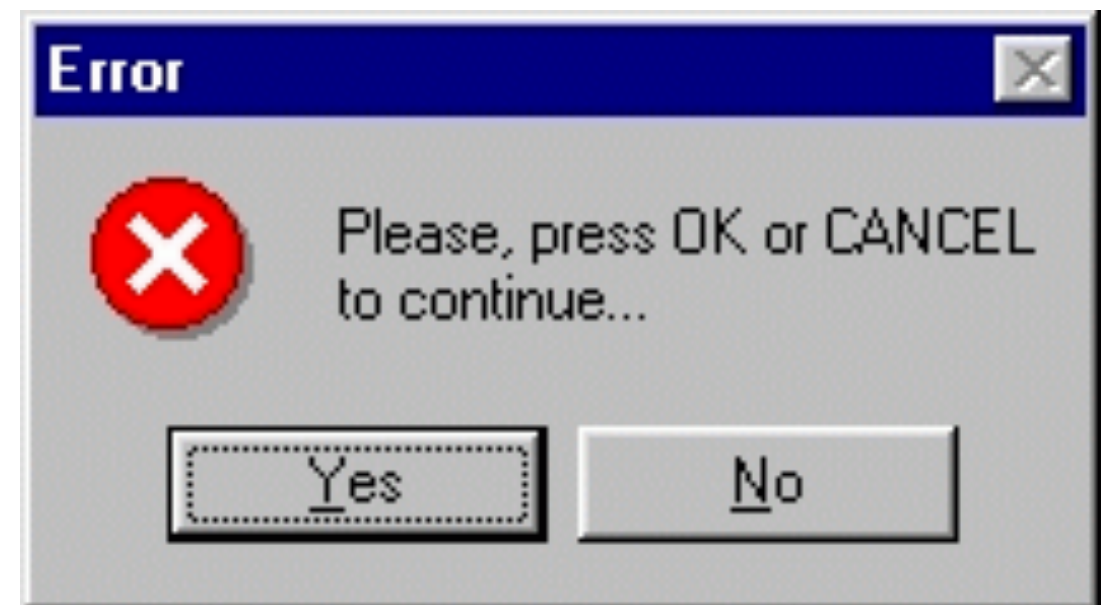 Error
Please, press OK or CANCEL
to continue...
Yes
No